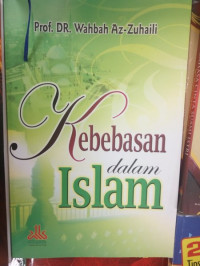 Prof. DR. Wahbah Az-Zuhaili
Kebebasan
dalam
Islam
2